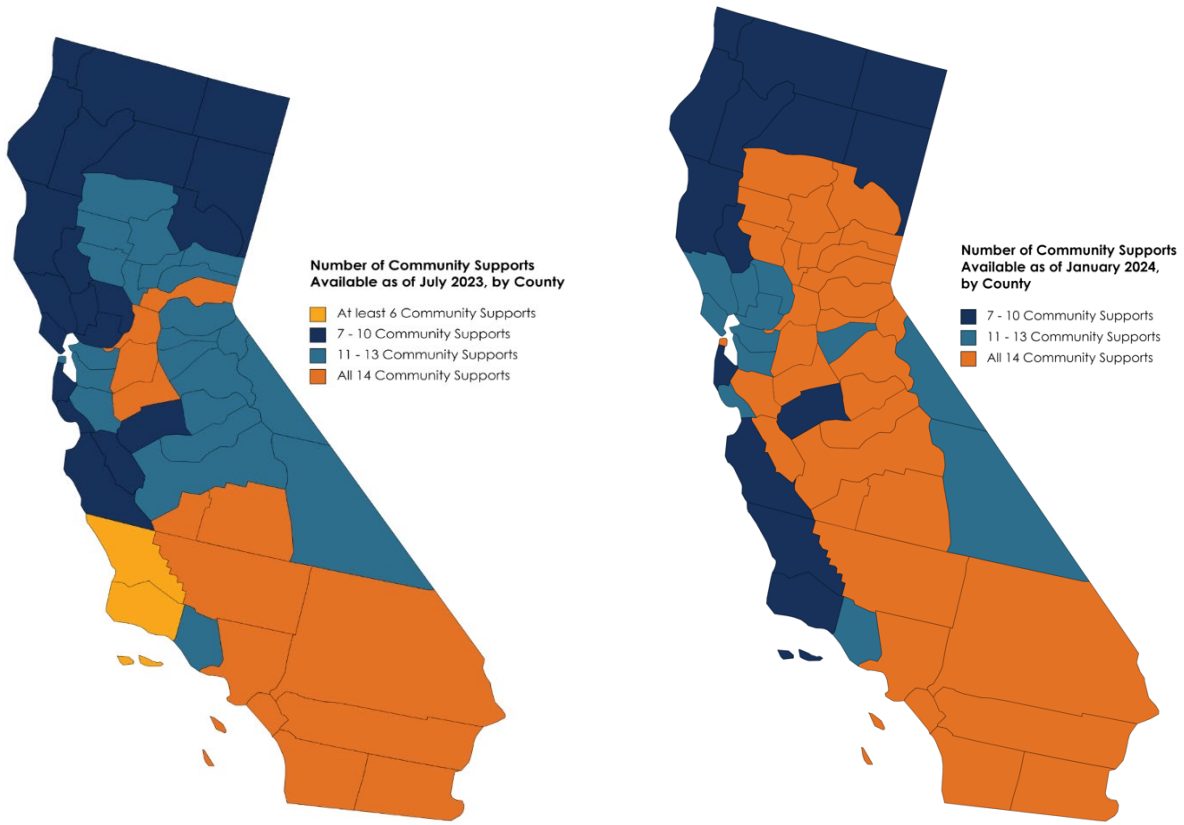 Number of Community Supports
Available as of July 2023, by County
At least 6 Community Supports
7 - 10 Community Supports
11 - 13 Community Supports
All 14 Community Supports
Number of Community Supports
Available as of January 2024,
by County
7 - 10 Community Supports
11 - 13 Community Supports
All 14 Community Supports